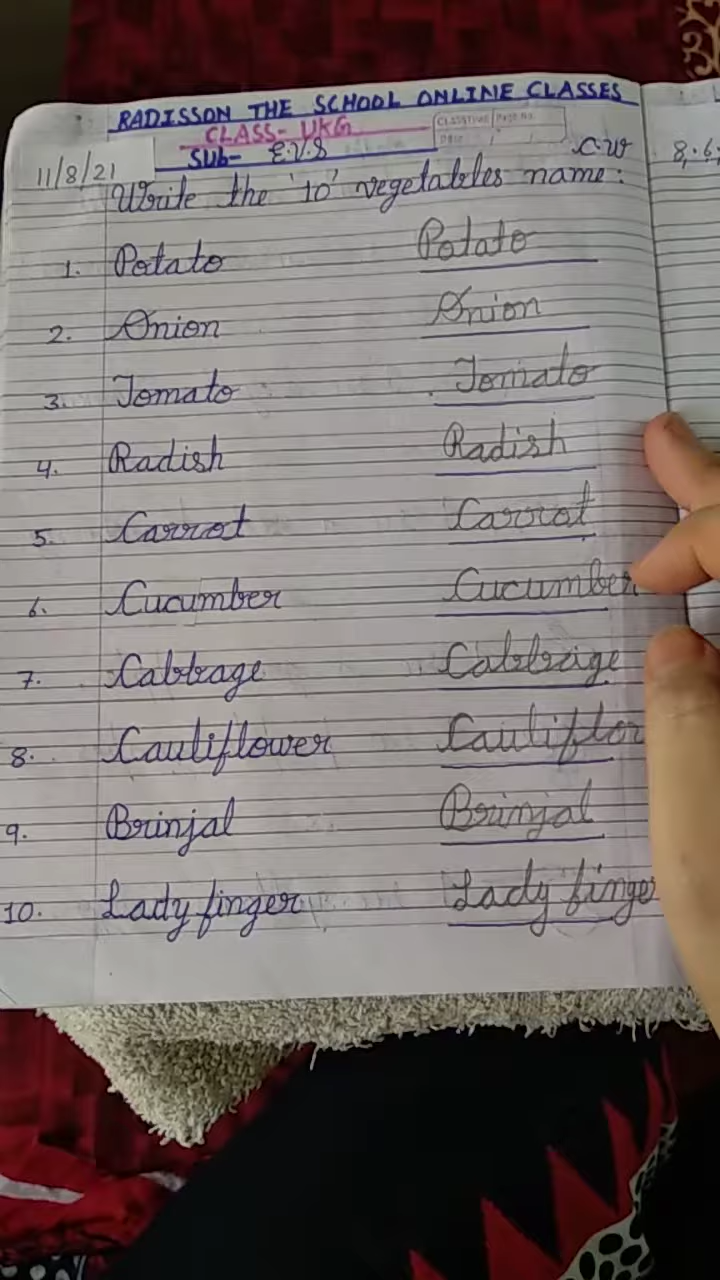 RADISSON THE SCHOOL ONLINE CLASSES
CLASS- UKG
SUB- E.V.S
11/8/21
C.W
Write the '10' vegetables name:
1. Potato Potato
2. Onion Onion
3. Tomato Tomato
4. Radish Radish
5. Carrot Carrot
6. Cucumber Cucumber
7. Cabbage Cabbage
8. Cauliflower Cauliflo
9. Brinjal Brinjal
10. Lady finger Lady finge